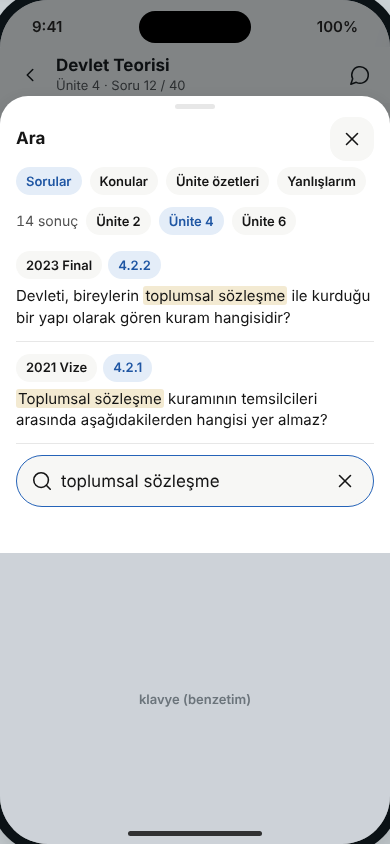 9:41
100%
Devlet Teorisi
Ünite 4 · Soru 12 / 40
Ara
Sorular
Konular
Ünite özetleri
Yanlışlarım
14 sonuç
Ünite 2
Ünite 4
Ünite 6
2023 Final
4.2.2
Devleti, bireylerin toplumsal sözleşme ile kurduğu
bir yapı olarak gören kuram hangisidir?
2021 Vize
4.2.1
Toplumsal sözleşme kuramının temsilcileri
arasında aşağıdakilerden hangisi yer almaz?
toplumsal sözleşme
klavye (benzetim)